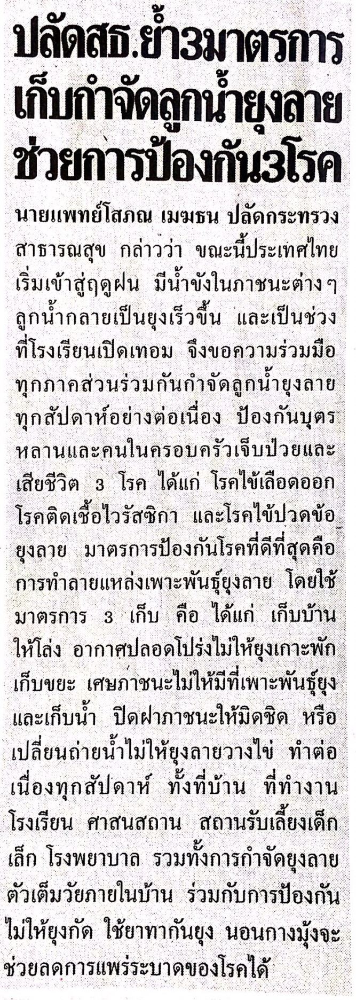 ปลัดสธ.ย้ำ3มาตรการ
เก็บกำจัดลูกน้ำยุงลาย
ช่วยการป้องกัน3โรค
นายแพทย์โสภณ เมฆธน ปลัดกระทรวง
สาธารณสุข กล่าวว่า ขณะนี้ประเทศไทย
เริ่มเข้าสู่ฤดูฝน มีน้ำขังในภาชนะต่างๆ
ลูกน้ำกลายเป็นยุงเร็วขึ้น และเป็นช่วง
ที่โรงเรียนเปิดเทอม จึงขอความร่วมมือ
ทุกภาคส่วนร่วมกันกำจัดลูกน้ำยุงลาย
ทุกสัปดาห์อย่างต่อเนื่อง ป้องกันบุตร
หลานและคนในครอบครัวเจ็บป่วยและ
เสียชีวิต 3 โรค ได้แก่ โรคไข้เลือดออก
โรคติดเชื้อไวรัสซิกา และโรคไข้ปวดข้อ
ยุงลาย มาตรการป้องกันโรคที่ดีที่สุดคือ
การทำลายแหล่งเพาะพันธุ์ยุงลาย โดยใช้
มาตรการ 3 เก็บ คือ ได้แก่ เก็บบ้าน
ให้โล่ง อากาศปลอดโปร่งไม่ให้ยุงเกาะพัก
เก็บขยะ เศษภาชนะไม่ให้มีที่เพาะพันธุ์ยุง
และเก็บน้ำ ปิดฝาภาชนะให้มิดชิด หรือ
เปลี่ยนถ่ายน้ำไม่ให้ยุงลายวางไข่ ทำต่อ
เนื่องทุกสัปดาห์ ทั้งที่บ้าน ที่ทำงาน
โรงเรียน ศาสนสถาน สถานรับเลี้ยงเด็ก
เล็ก โรงพยาบาล รวมทั้งการกำจัดยุงลาย
ตัวเต็มวัยภายในบ้าน ร่วมกับการป้องกัน
ไม่ให้ยุงกัด ใช้ยาทากันยุง นอนกางมุ้งจะ
ช่วยลดการแพร่ระบาดของโรคได้